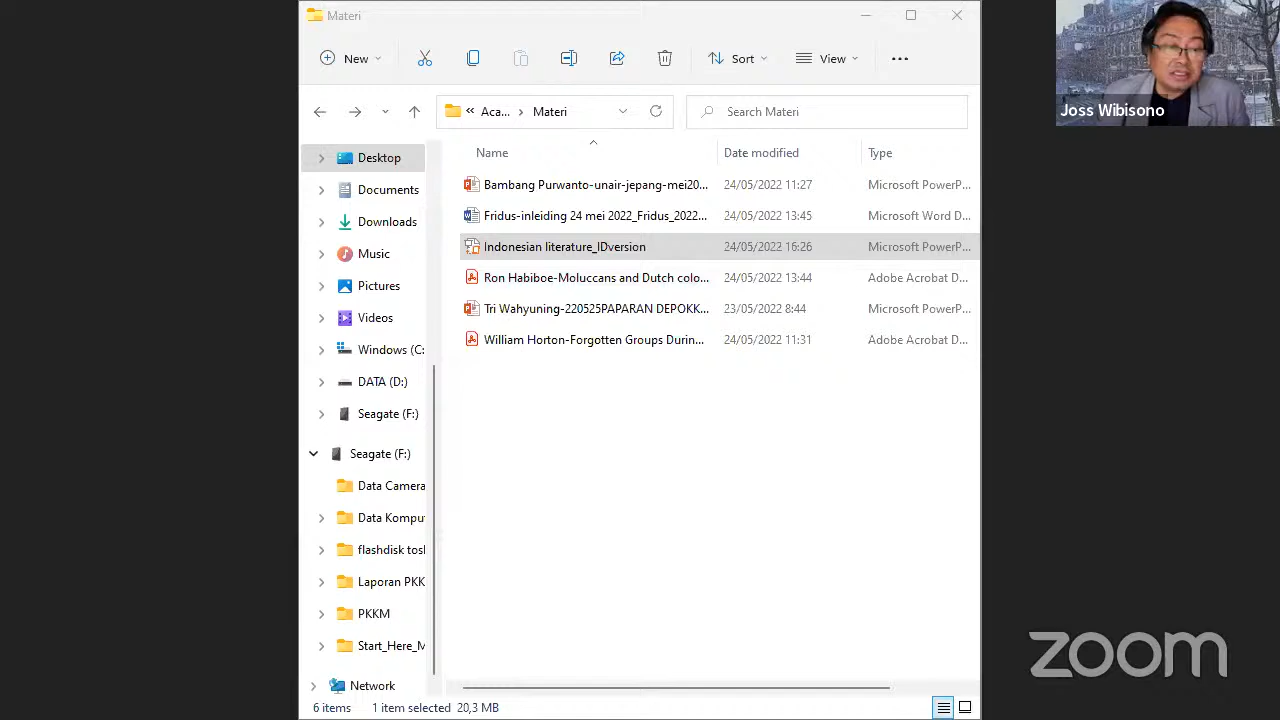 Materi
New
Sort
View
Aca...
Materi
Search Materi
Name
Date modified
Type
Desktop
Documents
Downloads
Music
Pictures
Videos
Windows (C:
DATA (D:)
Seagate (F:)
Seagate (F:)
Data Camera
Data Kompu
flashdisk tosl
Laporan PKK
PKKM
Start_Here_M
Network
Bambang Purwanto-unair-jepang-mei20... 24/05/2022 11:27 Microsoft PowerP...
Fridus-inleiding 24 mei 2022_Fridus_2022... 24/05/2022 13:45 Microsoft Word D...
Indonesian literature_IDversion 24/05/2022 16:26 Microsoft PowerP...
Ron Habiboe-Moluccans and Dutch colo... 24/05/2022 13:44 Adobe Acrobat D...
Tri Wahyuning-220525PAPARAN DEPOKK... 23/05/2022 8:44 Microsoft PowerP...
William Horton-Forgotten Groups Durin... 24/05/2022 11:31 Adobe Acrobat D...
6 items 1 item selected 20,3 MB
Joss Wibisono
zoom